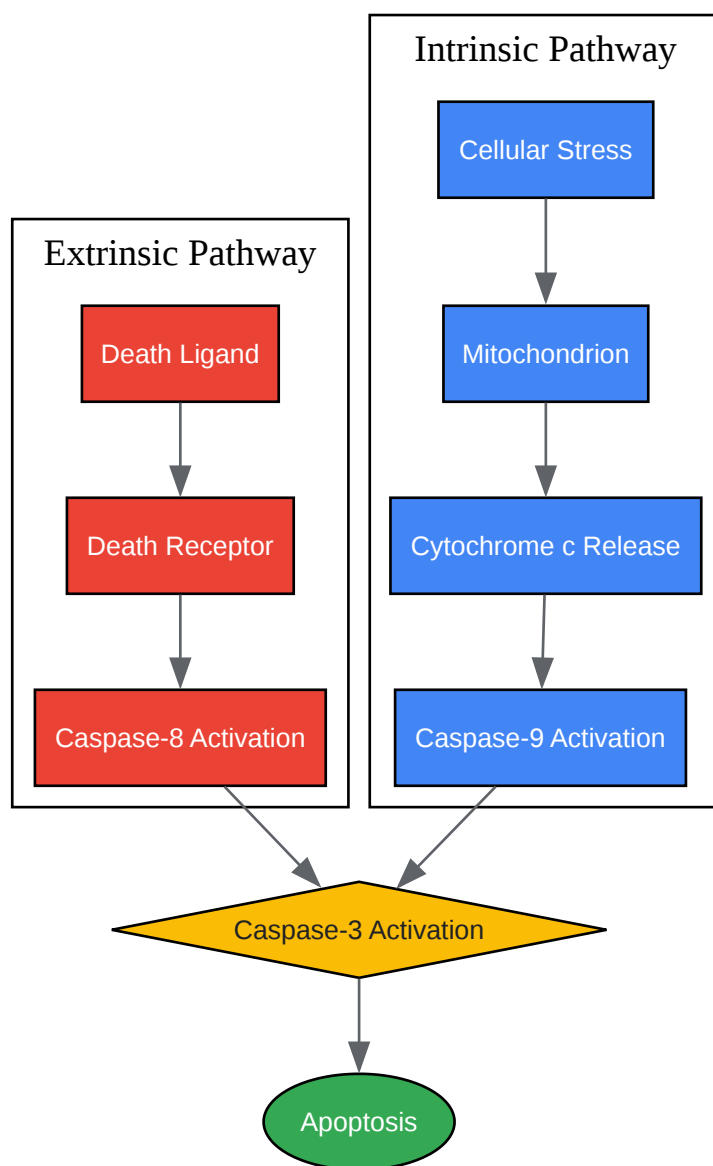 Intrinsic Pathway
Cellular Stress
Mitochondrion
Cytochrome c Release
Caspase-9 Activation
Extrinsic Pathway
Death Ligand
Death Receptor
Caspase-8 Activation
Caspase-3 Activation
Apoptosis